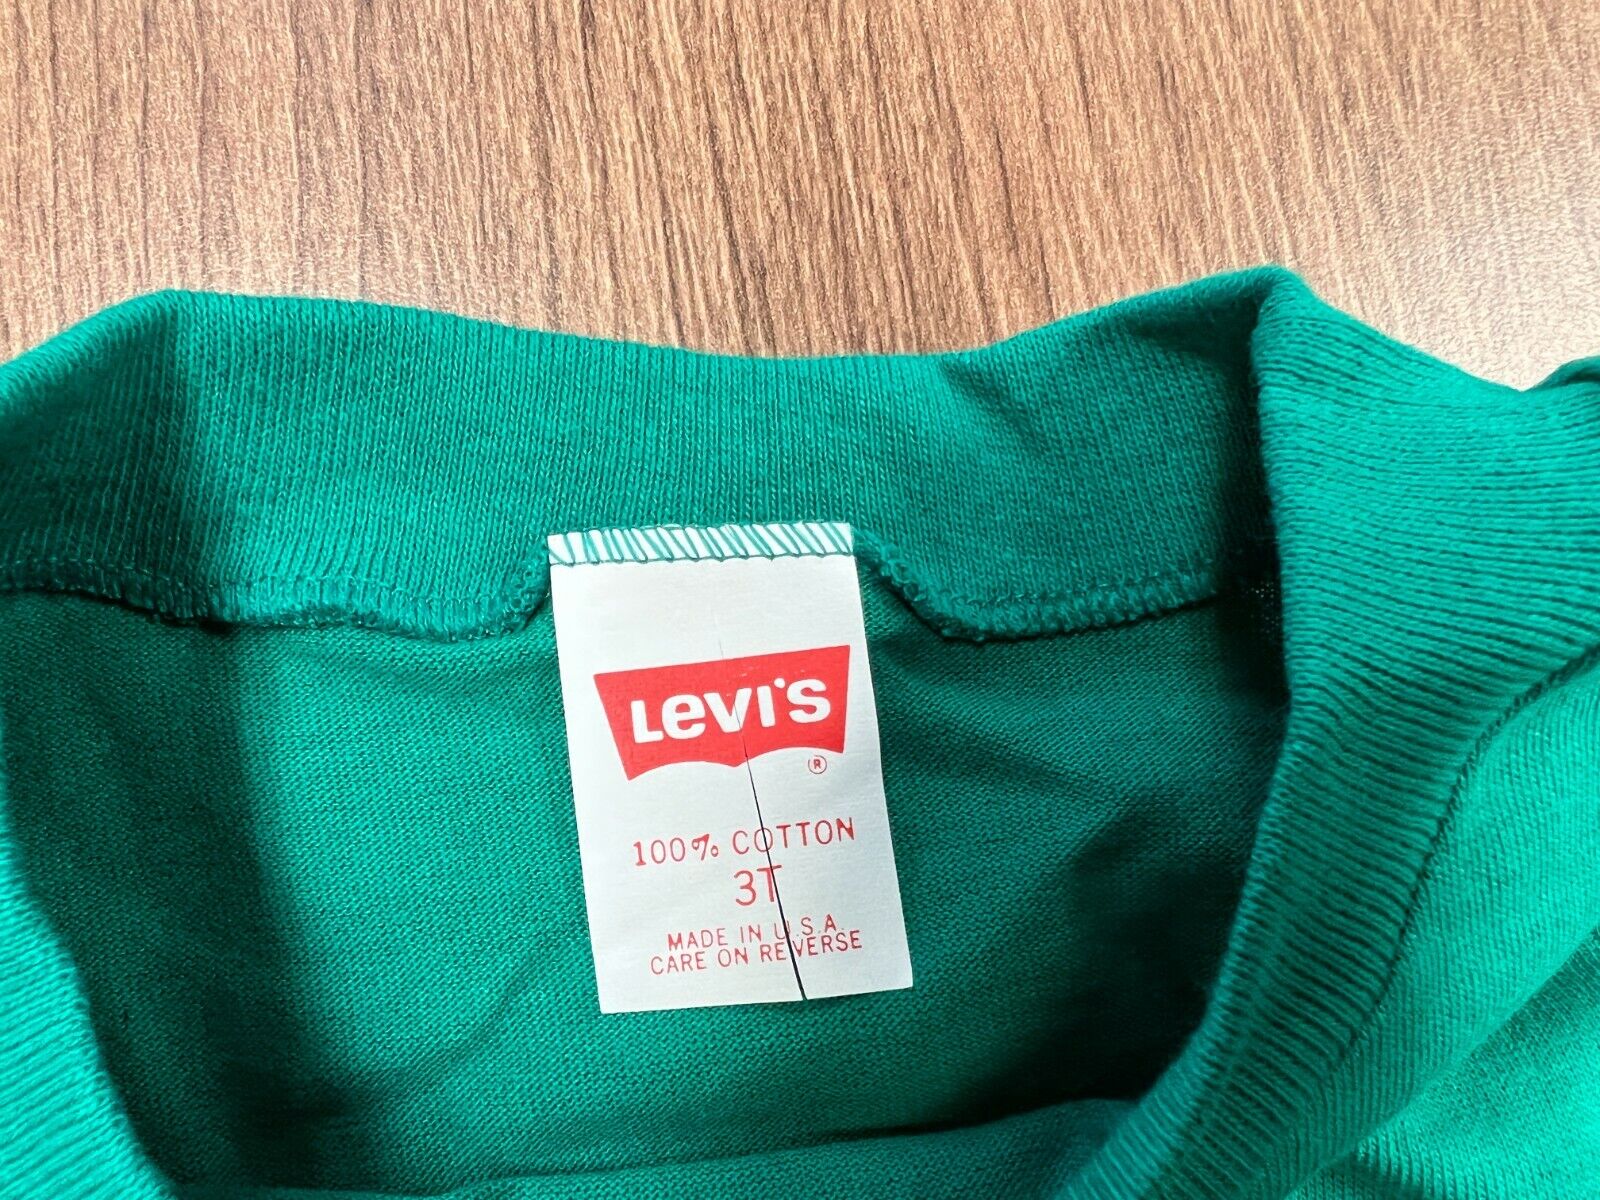 Levi's
®
100% COTTON
3T
MADE IN U.S.A.
CARE ON REVERSE